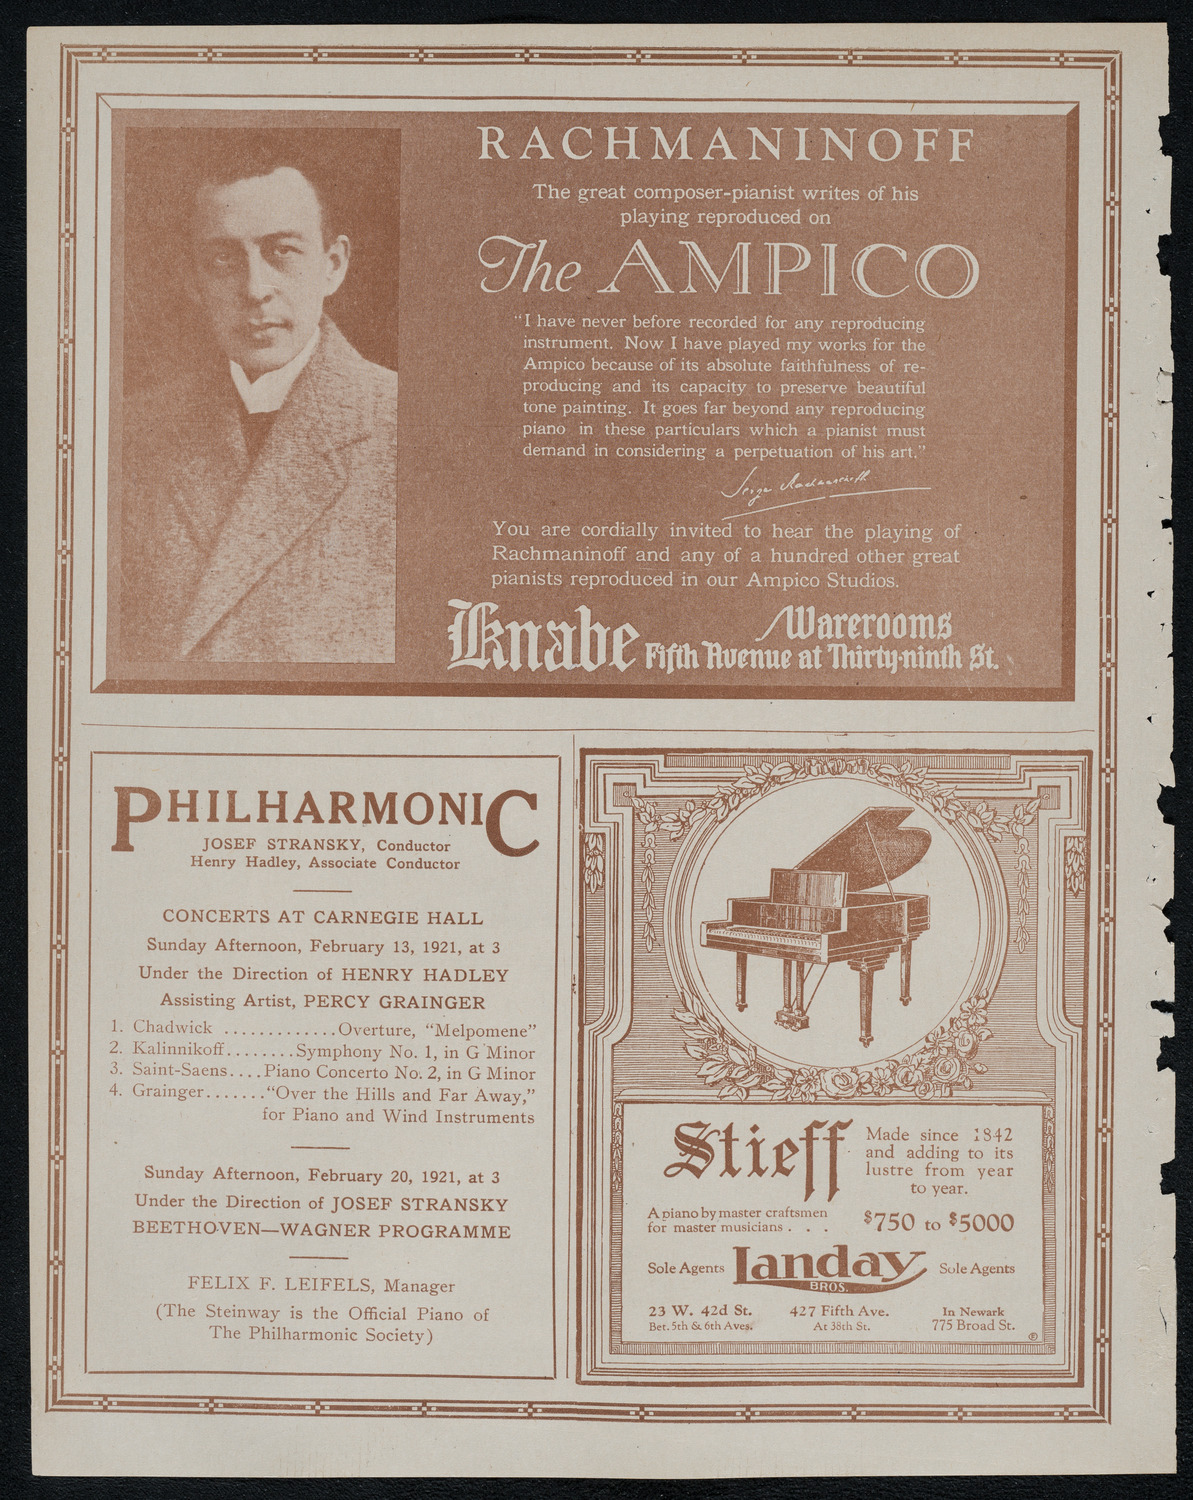 RACHMANINOFF
The great composer-pianist writes of his
playing reproduced on
The AMPICO
“I have never before recorded for any reproducing
instrument. Now I have played my works for the
Ampico because of its absolute faithfulness of re-
producing and its capacity to preserve beautiful
tone painting. It goes far beyond any reproducing
piano in these particulars which a pianist must
demand in considering a perpetuation of his art.”
Serge Rachmaninoff
You are cordially invited to hear the playing of
Rachmaninoff and any of a hundred other great
pianists reproduced in our Ampico Studios.
Knabe Warerooms
Fifth Avenue at Thirty-ninth St.
PHILHARMONIC
JOSEF STRANSKY, Conductor
Henry Hadley, Associate Conductor
CONCERTS AT CARNEGIE HALL
Sunday Afternoon, February 13, 1921, at 3
Under the Direction of HENRY HADLEY
Assisting Artist, PERCY GRAINGER
1. Chadwick .............Overture, “Melpomene”
2. Kalinnikoff........Symphony No. 1, in G Minor
3. Saint-Saens....Piano Concerto No. 2, in G Minor
4. Grainger.......“Over the Hills and Far Away,”
for Piano and Wind Instruments
Sunday Afternoon, February 20, 1921, at 3
Under the Direction of JOSEF STRANSKY
BEETHOVEN—WAGNER PROGRAMME
FELIX F. LEIFELS, Manager
(The Steinway is the Official Piano of
The Philharmonic Society)
Stieff
Made since 1842
and adding to its
lustre from year
to year.
A piano by master craftsmen
for master musicians . . .
$750 to $5000
Sole Agents Landay BROS. Sole Agents
23 W. 42d St. 427 Fifth Ave. In Newark
Bet. 5th & 6th Aves. At 38th St. 775 Broad St.